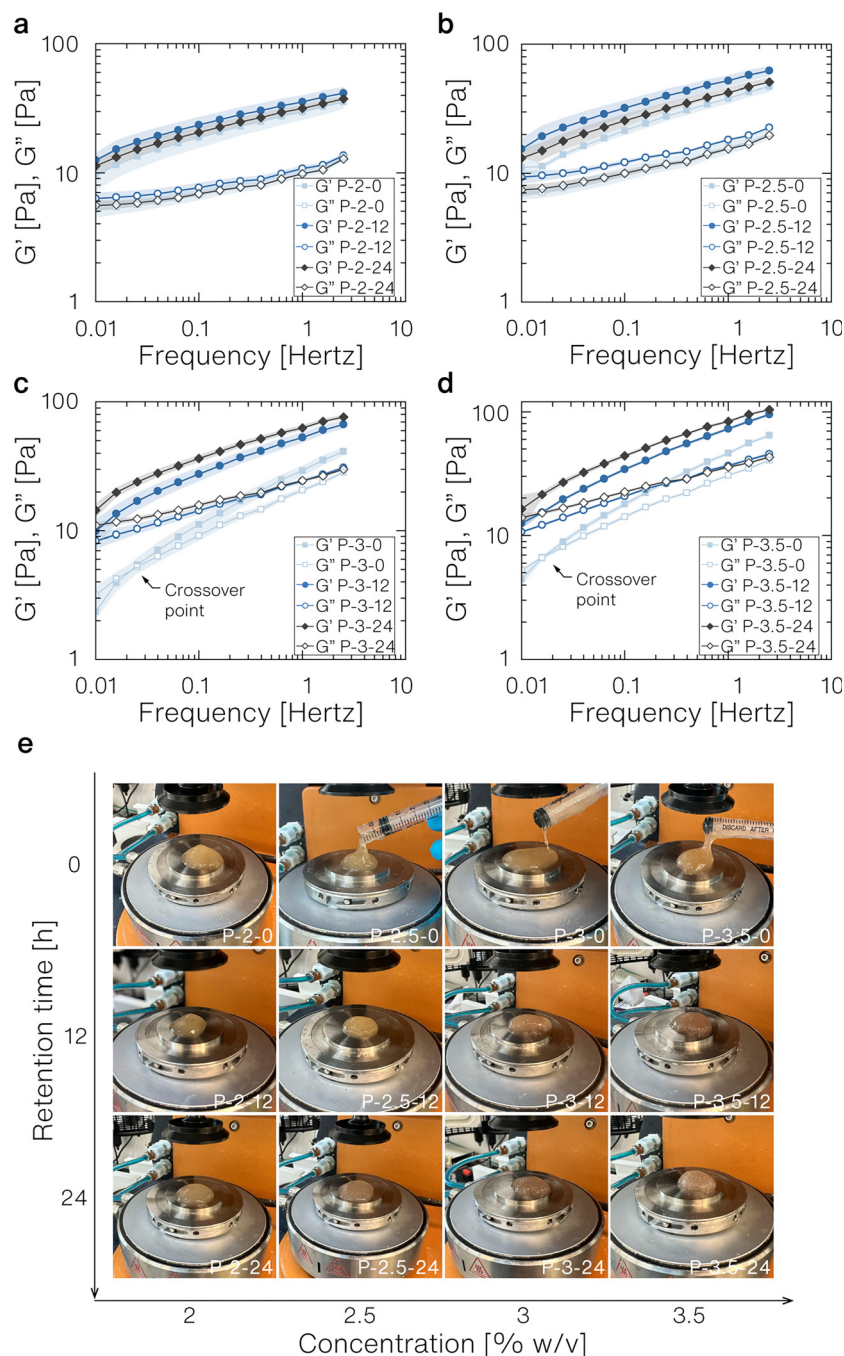 a
100
10
1
G' [Pa], G” [Pa]
G' P-2-0
G” P-2-0
G' P-2-12
G” P-2-12
G' P-2-24
G” P-2-24
0.01 0.1 1 10
Frequency [Hertz]
b
100
10
1
G' [Pa], G” [Pa]
G' P-2.5-0
G” P-2.5-0
G' P-2.5-12
G” P-2.5-12
G' P-2.5-24
G” P-2.5-24
0.01 0.1 1 10
Frequency [Hertz]
c
100
10
1
G' [Pa], G” [Pa]
Crossover
point
G' P-3-0
G” P-3-0
G' P-3-12
G” P-3-12
G' P-3-24
G” P-3-24
0.01 0.1 1 10
Frequency [Hertz]
d
100
10
1
G' [Pa], G” [Pa]
Crossover
point
G' P-3.5-0
G” P-3.5-0
G' P-3.5-12
G” P-3.5-12
G' P-3.5-24
G” P-3.5-24
0.01 0.1 1 10
Frequency [Hertz]
e
Retention time [h]
0
DISCARD AFTER
P-2-0 P-2.5-0 P-3-0 P-3.5-0
12
P-2-12 P-2.5-12 P-3-12 P-3.5-12
24
P-2-24 P-2.5-24 P-3-24 P-3.5-24
2 2.5 3 3.5
Concentration [% w/v]